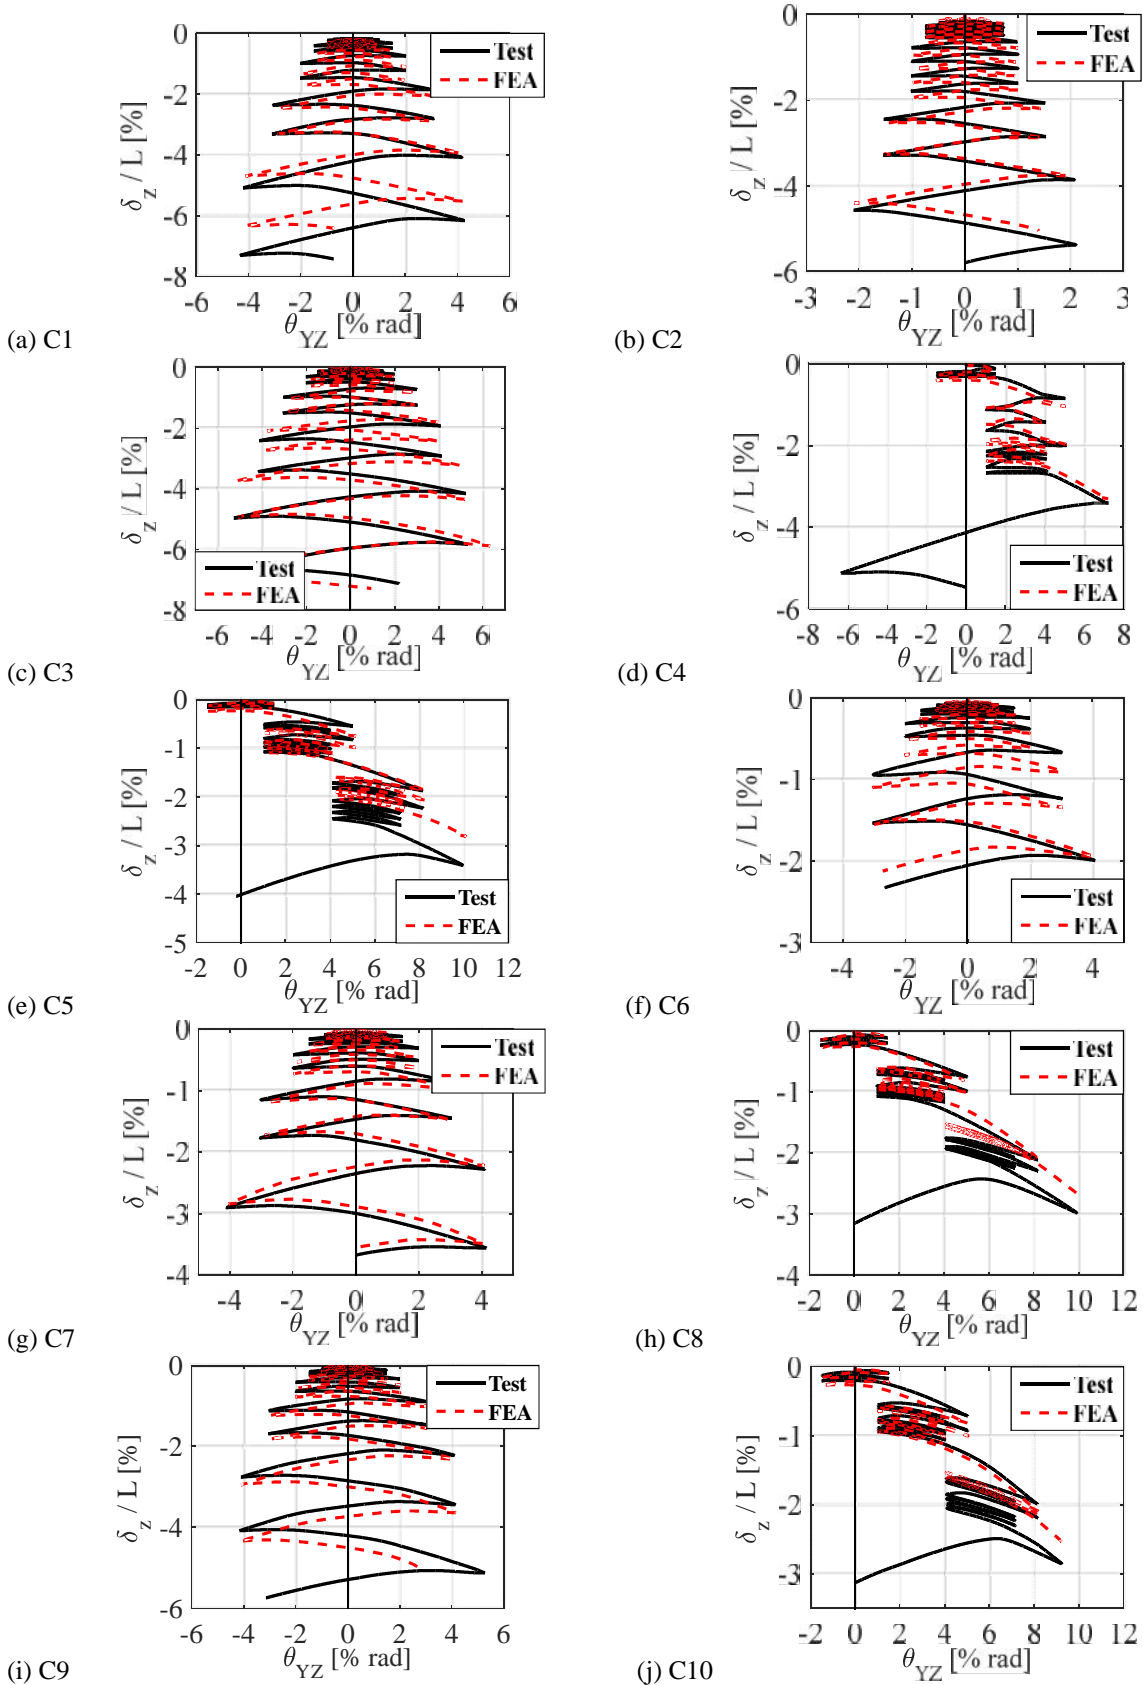 0
-2
-4
-6
-8
δz / L [%]
-6 -4 -2 0 2 4 6
θYZ [% rad]
Test
FEA
(a) C1
0
-2
-4
-6
δz / L [%]
-3 -2 -1 0 1 2 3
θYZ [% rad]
Test
FEA
(b) C2
0
-2
-4
-6
-8
δz / L [%]
-6 -4 -2 0 2 4 6
θYZ [% rad]
Test
FEA
(c) C3
0
-2
-4
-6
δz / L [%]
-8 -6 -4 -2 0 2 4 6 8
θYZ [% rad]
Test
FEA
(d) C4
0
-1
-2
-3
-4
-5
δz / L [%]
-2 0 2 4 6 8 10 12
θYZ [% rad]
Test
FEA
(e) C5
0
-1
-2
-3
δz / L [%]
-4 -2 0 2 4
θYZ [% rad]
Test
FEA
(f) C6
0
-1
-2
-3
-4
δz / L [%]
-4 -2 0 2 4
θYZ [% rad]
Test
FEA
(g) C7
0
-1
-2
-3
-4
δz / L [%]
-2 0 2 4 6 8 10 12
θYZ [% rad]
Test
FEA
(h) C8
0
-2
-4
-6
δz / L [%]
-6 -4 -2 0 2 4 6
θYZ [% rad]
Test
FEA
(i) C9
0
-1
-2
-3
δz / L [%]
-2 0 2 4 6 8 10 12
θYZ [% rad]
Test
FEA
(j) C10